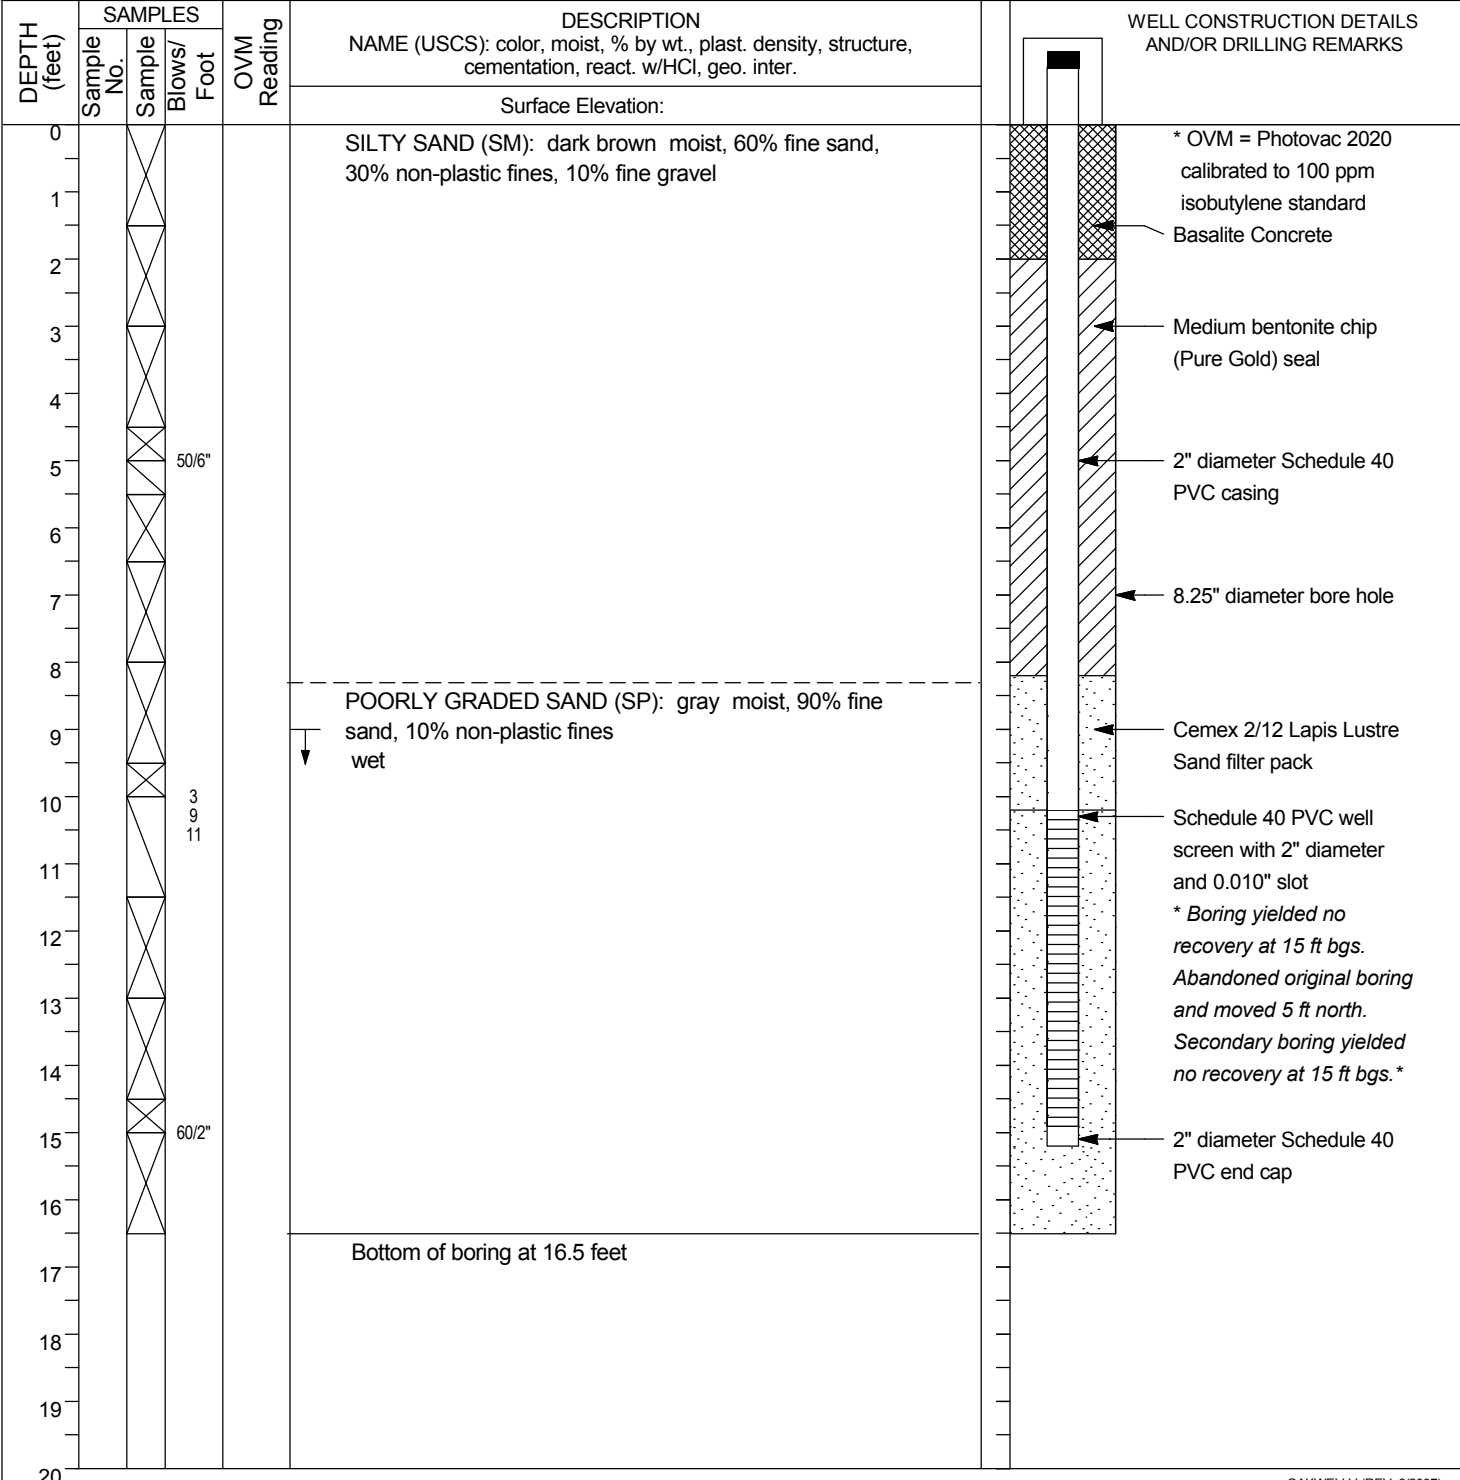 DEPTH
(feet)
SAMPLES
Sample
No.
Sample
Blows/
Foot
OVM
Reading
DESCRIPTION
NAME (USCS): color, moist, % by wt., plast. density, structure,
cementation, react. w/HCl, geo. inter.
Surface Elevation:
WELL CONSTRUCTION DETAILS
AND/OR DRILLING REMARKS
0
1
2
3
4
5
6
7
8
9
10
11
12
13
14
15
16
17
18
19
20
50/6"
3
9
11
60/2"
SILTY SAND (SM): dark brown moist, 60% fine sand,
30% non-plastic fines, 10% fine gravel
POORLY GRADED SAND (SP): gray moist, 90% fine
sand, 10% non-plastic fines
wet
Bottom of boring at 16.5 feet
* OVM = Photovac 2020
calibrated to 100 ppm
isobutylene standard
Basalite Concrete
Medium bentonite chip
(Pure Gold) seal
2" diameter Schedule 40
PVC casing
8.25" diameter bore hole
Cemex 2/12 Lapis Lustre
Sand filter pack
Schedule 40 PVC well
screen with 2" diameter
and 0.010" slot
* Boring yielded no
recovery at 15 ft bgs.
Abandoned original boring
and moved 5 ft north.
Secondary boring yielded
no recovery at 15 ft bgs.*
2" diameter Schedule 40
PVC end cap